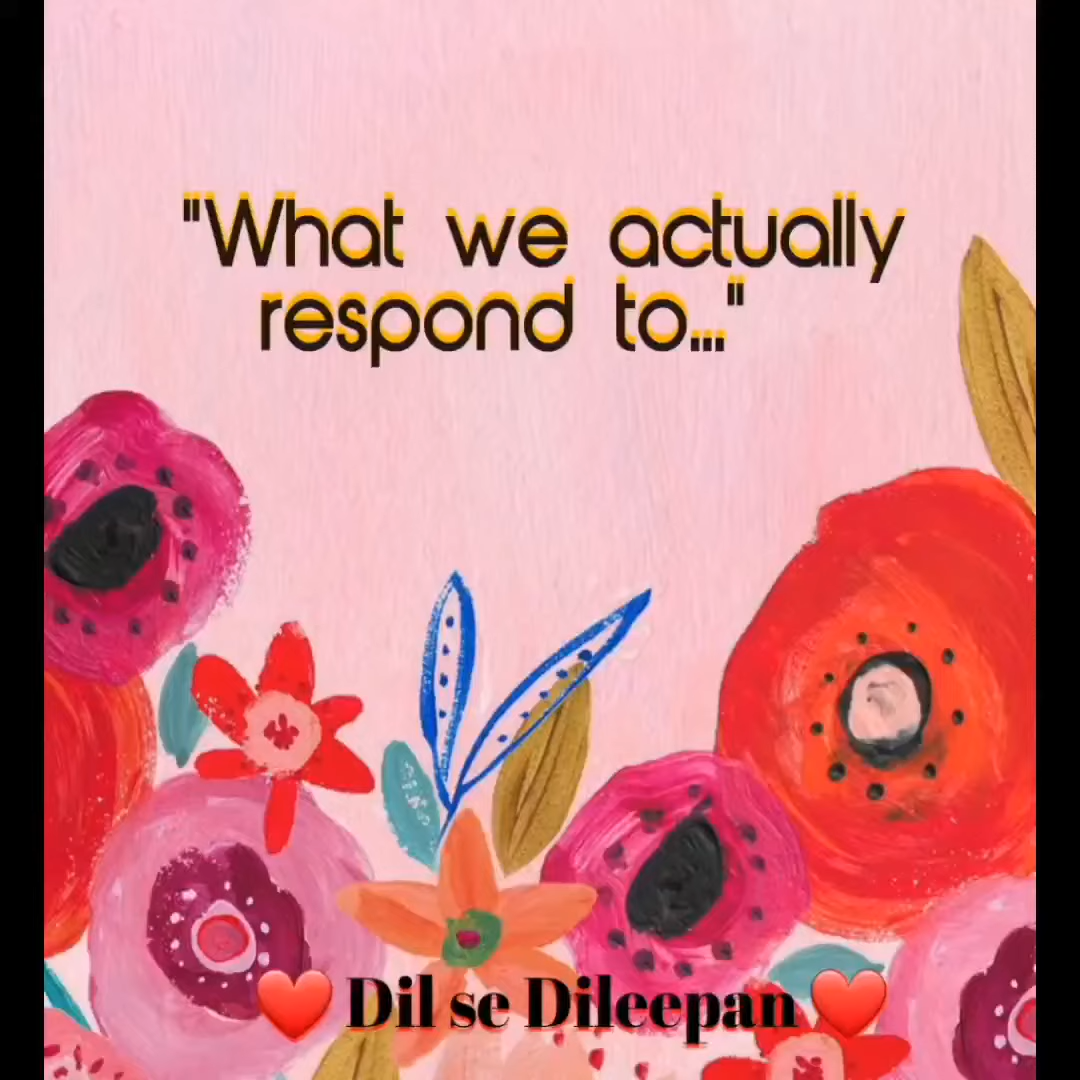 "What we actually
respond to..."
❤️ Dil se Dileepan ❤️